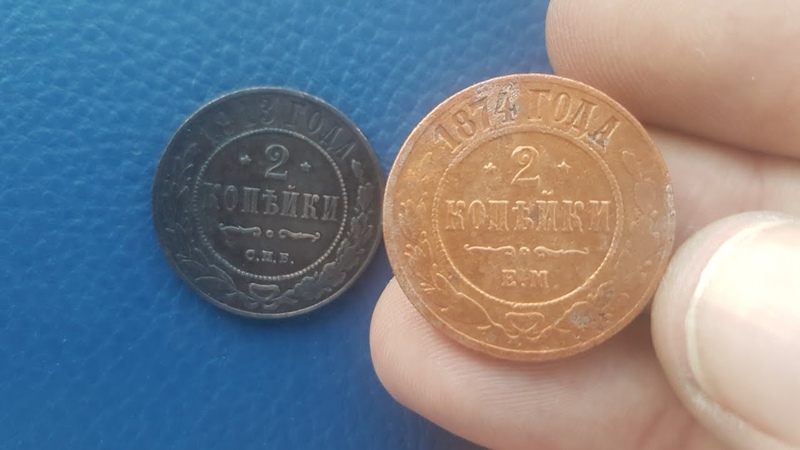 ГОДА
2
КОПѢЙКИ
С.П.Б.
1874 ГОДА
2
КОПѢЙКИ
Е.М.